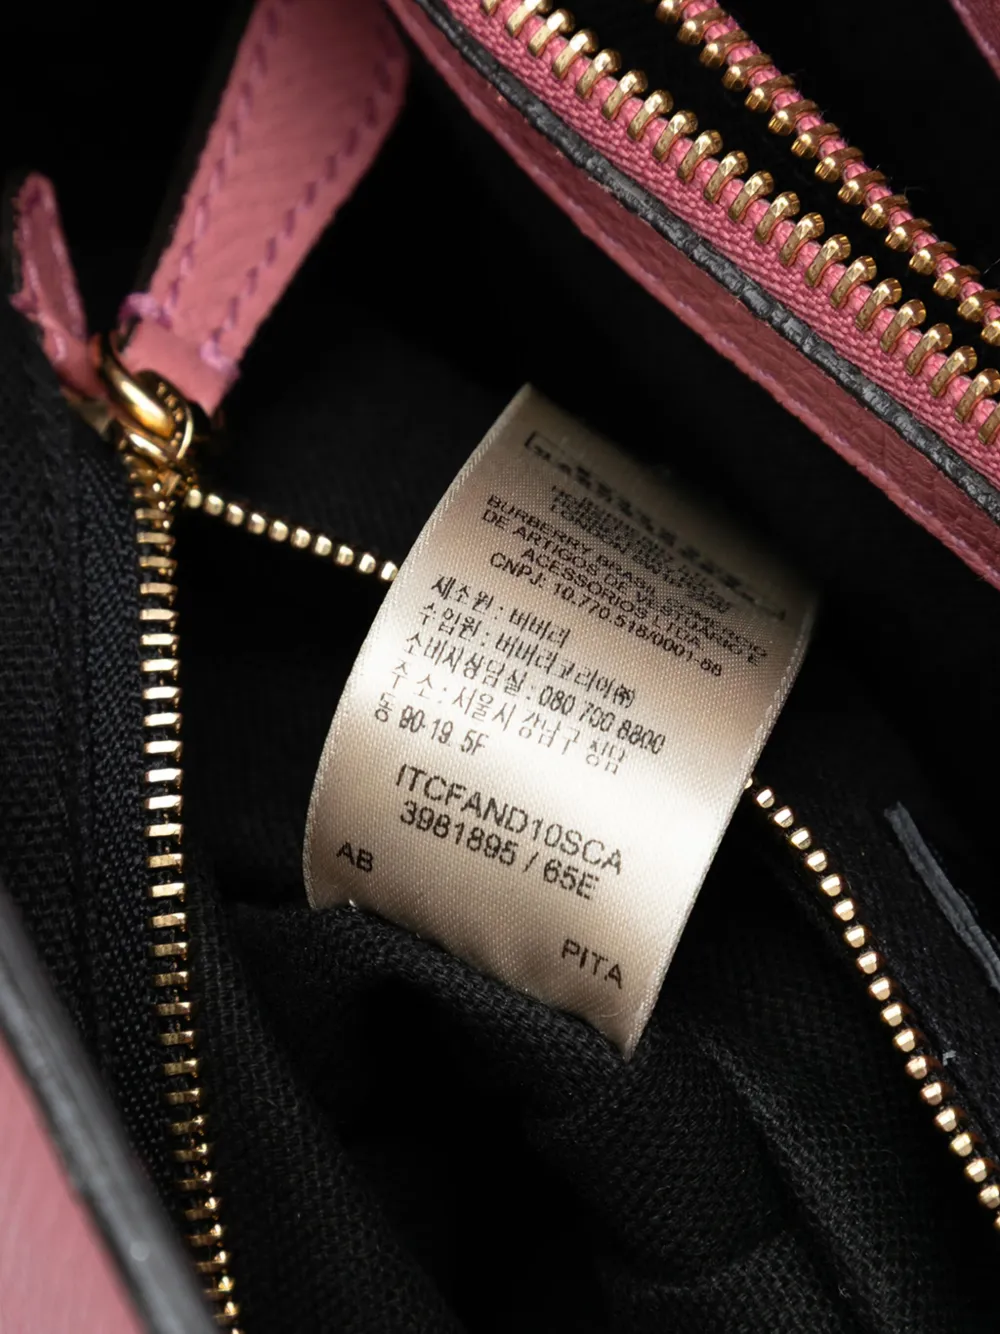 BURBERRY BRASIL COMERCIO
DE ARTIGOS DE VESTUARIO E
ACESSORIOS LTDA
CNPJ: 10.770.518/0001-88
제조원 : 버버리
수입원 : 버버리코리아㈜
소비자상담실 : 080 700 8800
주 소 : 서울시 강남구 청담
동 90-19. 5F
ITCFAND10SCA
3981895 / 65E
AB
PITA